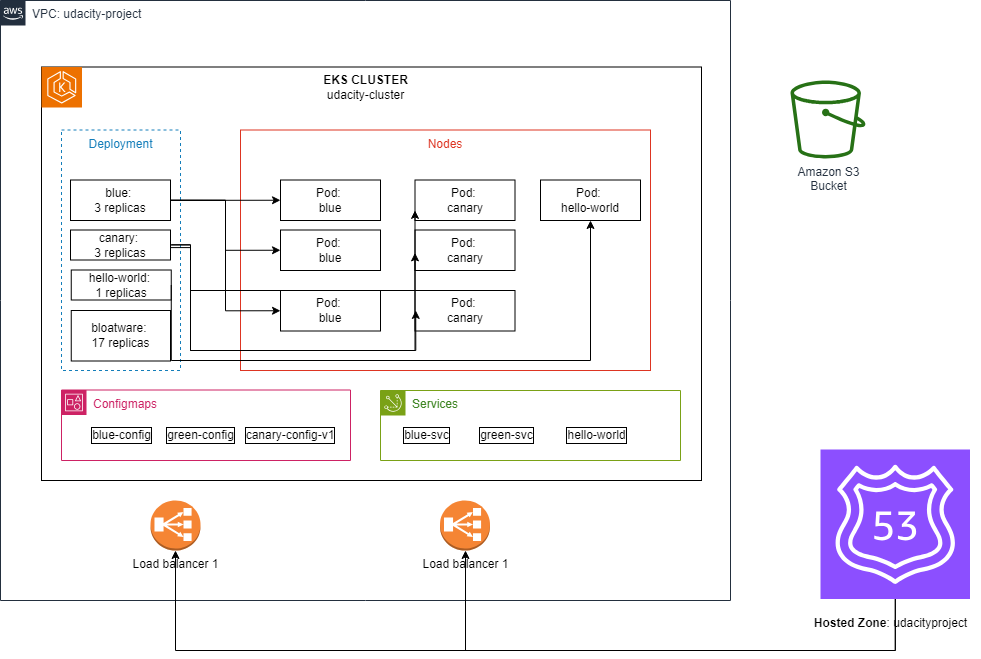 aws
VPC: udacity-project
EKS CLUSTER
udacity-cluster
Deployment
blue:
3 replicas
canary:
3 replicas
hello-world:
1 replicas
bloatware:
17 replicas
Nodes
Pod:
blue
Pod:
canary
Pod:
hello-world
Pod:
blue
Pod:
canary
Pod:
blue
Pod:
canary
Configmaps
blue-config
green-config
canary-config-v1
Services
blue-svc
green-svc
hello-world
Load balancer 1
Load balancer 1
Amazon S3
Bucket
53
Hosted Zone: udacityproject